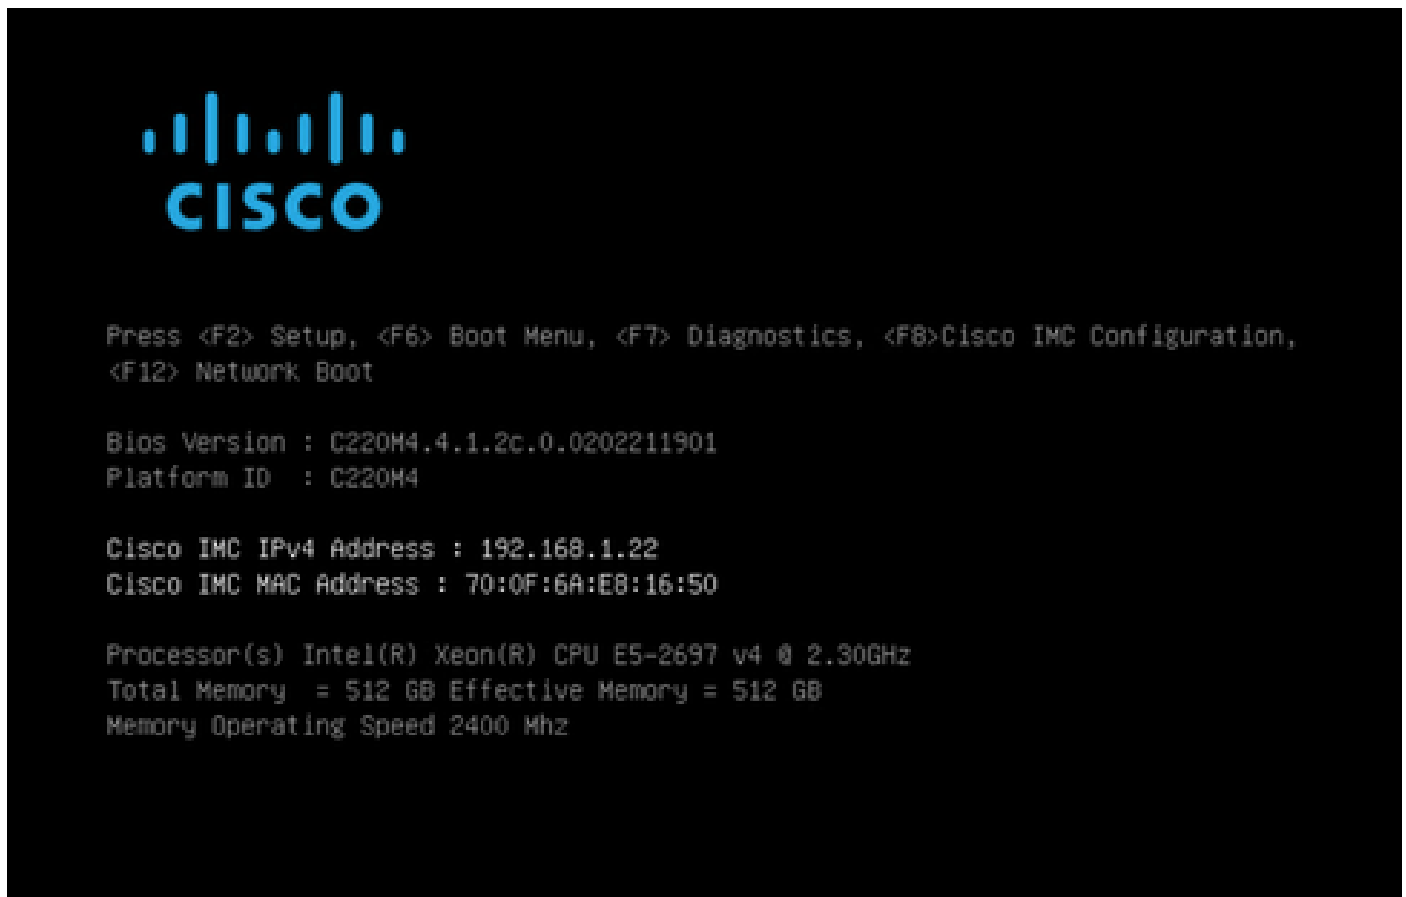 CISCO
Press <F2> Setup, <F6> Boot Menu, <F7> Diagnostics, <F8>Cisco IMC Configuration,
<F12> Network Boot
Bios Version : C220M4.4.1.2c.0.0202211901
Platform ID  : C220M4
Cisco IMC IPv4 Address : 192.168.1.22
Cisco IMC MAC Address : 70:0F:6A:E8:16:50
Processor(s) Intel(R) Xeon(R) CPU E5-2697 v4 @ 2.30GHz
Total Memory  = 512 GB Effective Memory = 512 GB
Memory Operating Speed 2400 Mhz